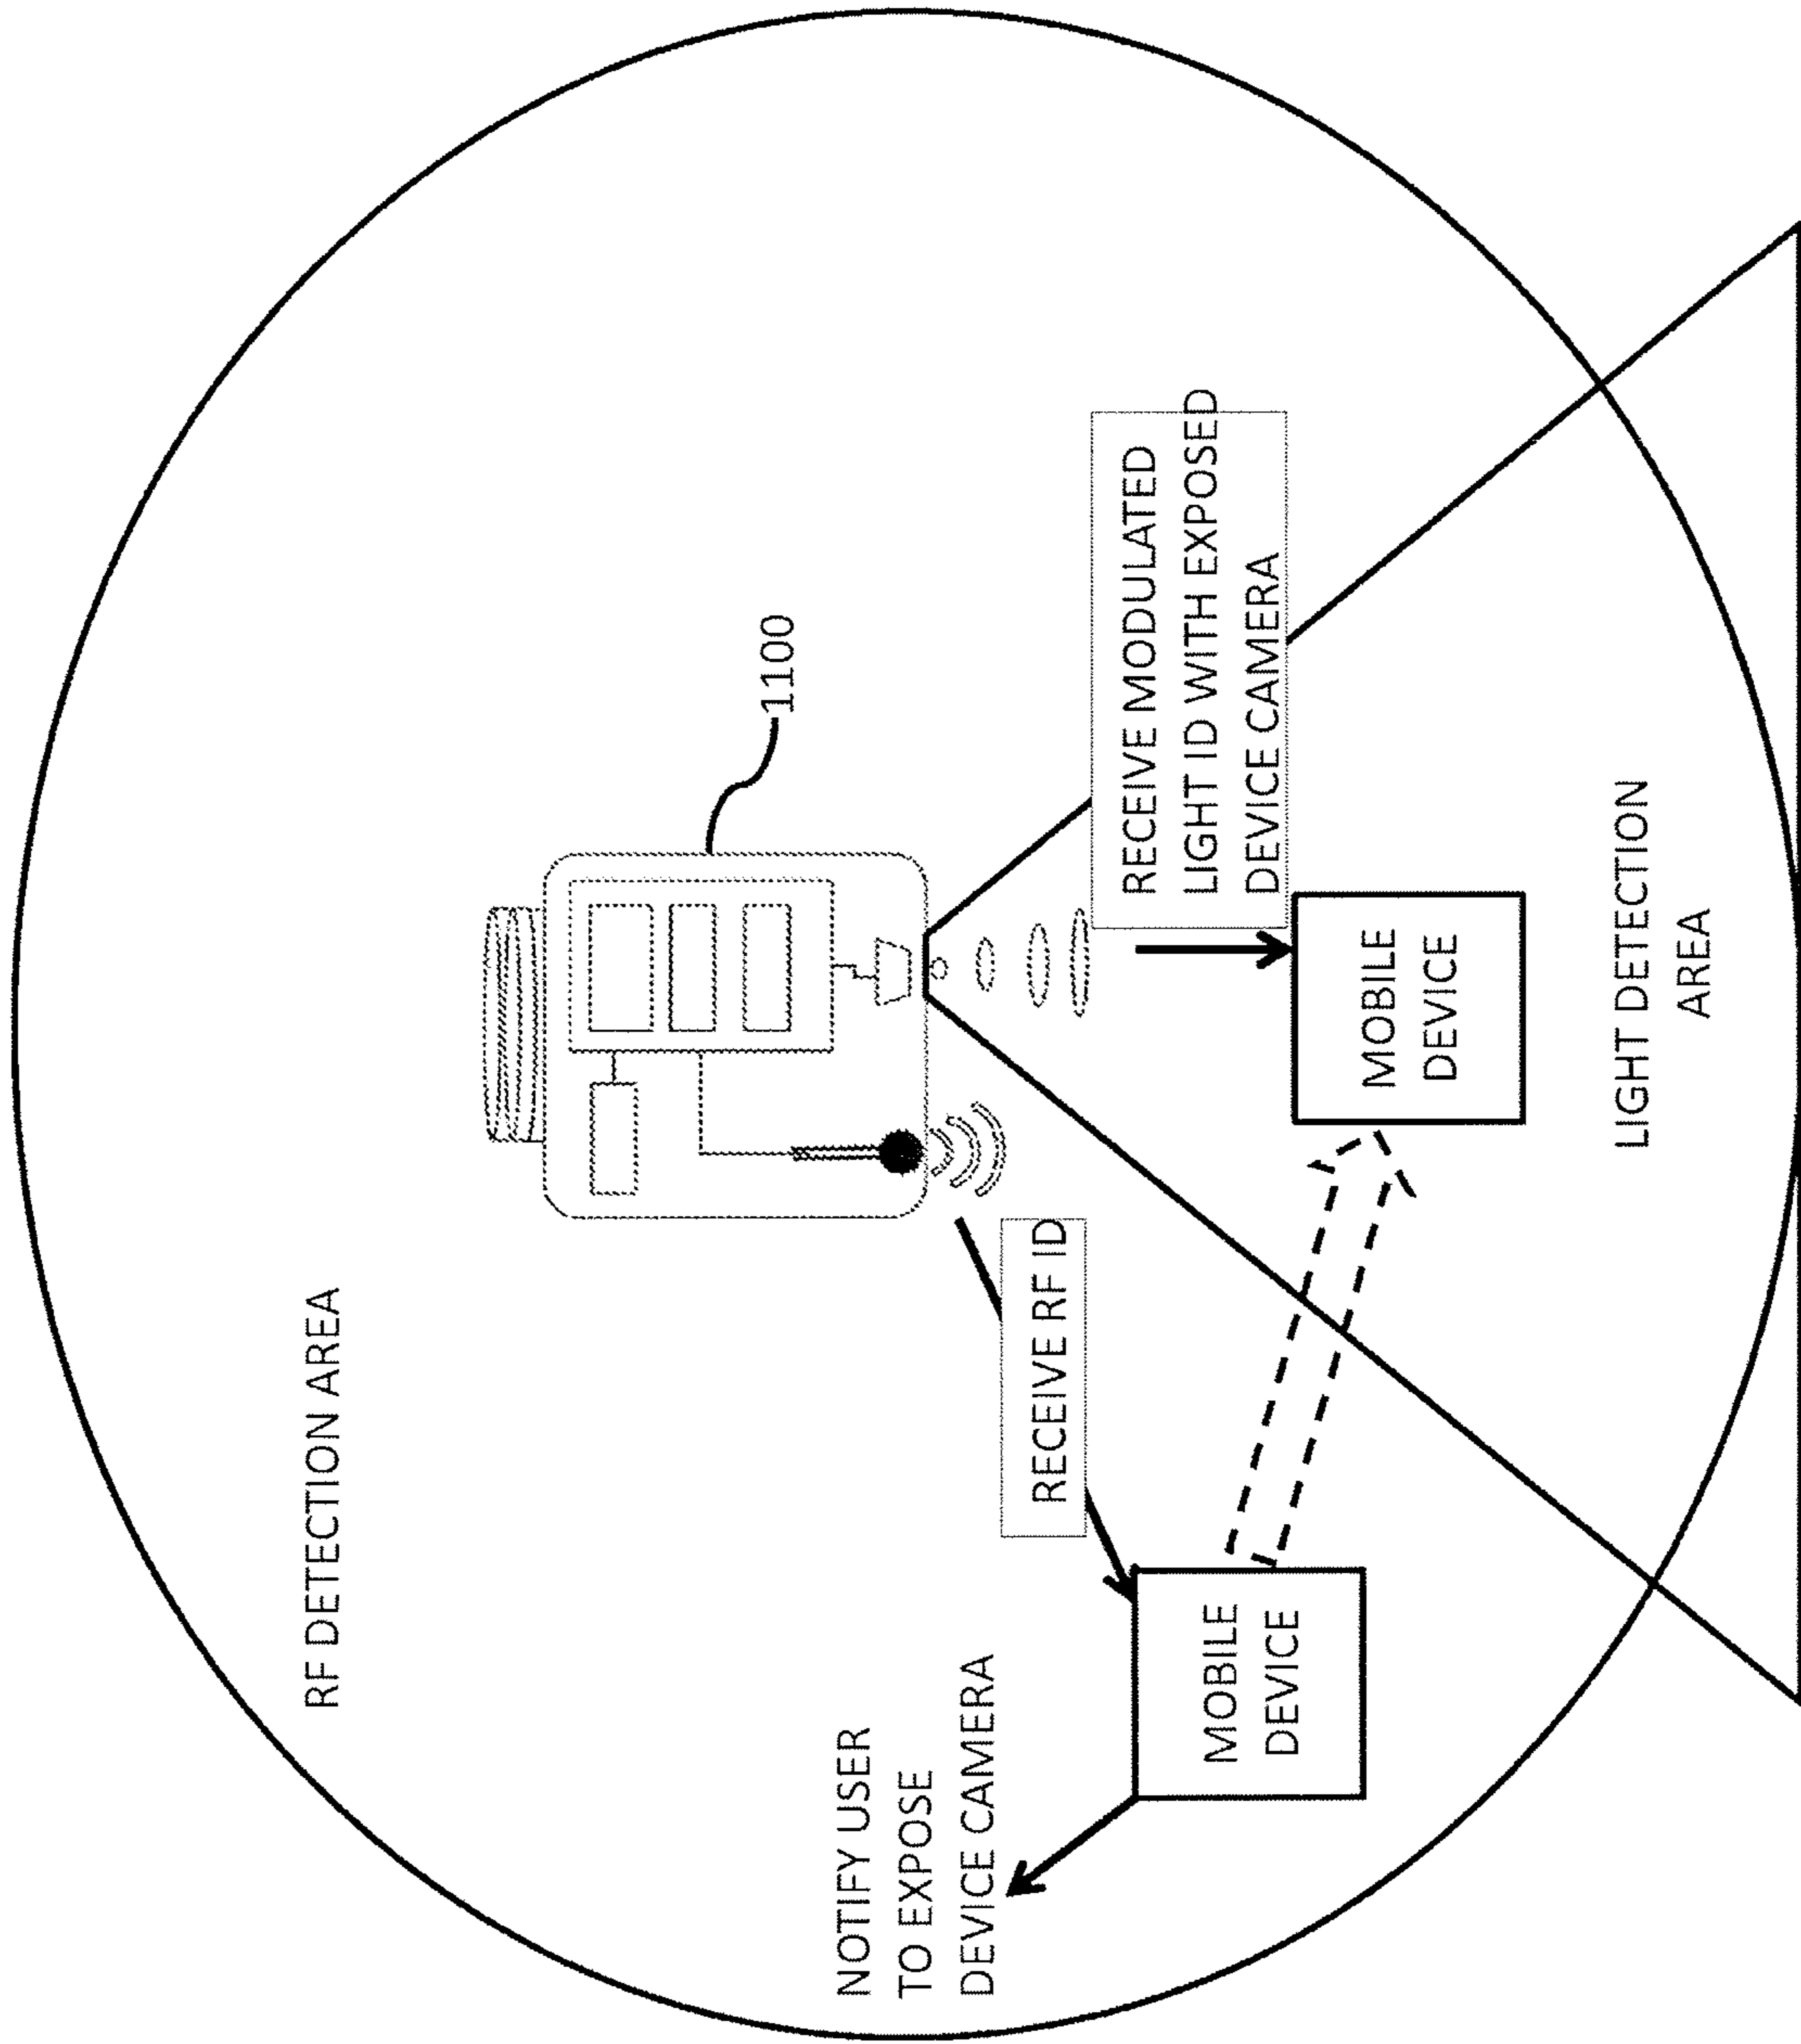 RF DETECTION AREA
NOTIFY USER
TO EXPOSE
DEVICE CAMERA
1100
RECEIVE RF ID
RECEIVE MODULATED
LIGHT ID WITH EXPOSED
DEVICE CAMERA
MOBILE
DEVICE
MOBILE
DEVICE
LIGHT DETECTION
AREA